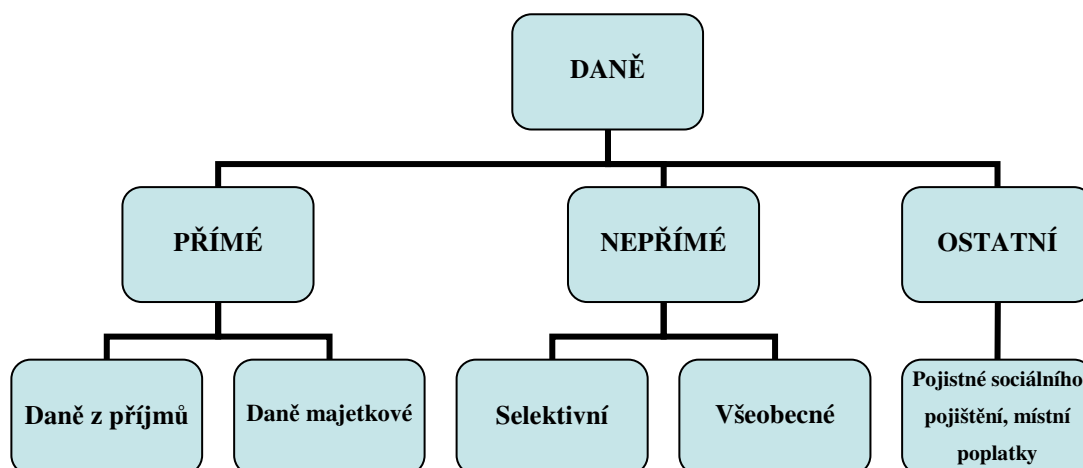 DANĚ
PŘÍMÉ
NEPŘÍMÉ
OSTATNÍ
Daně z příjmů
Daně majetkové
Selektivní
Všeobecné
Pojistné sociálního
pojištění, místní
poplatky